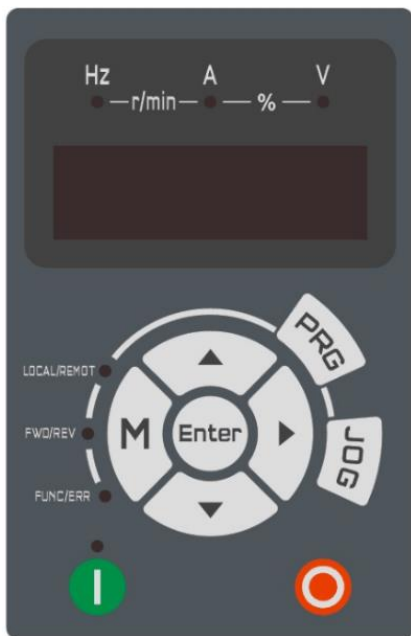 Hz A V
r/min %
PRG
LOCAL/REMOT
FWD/REV
M Enter
JOG
FUNC/ERR